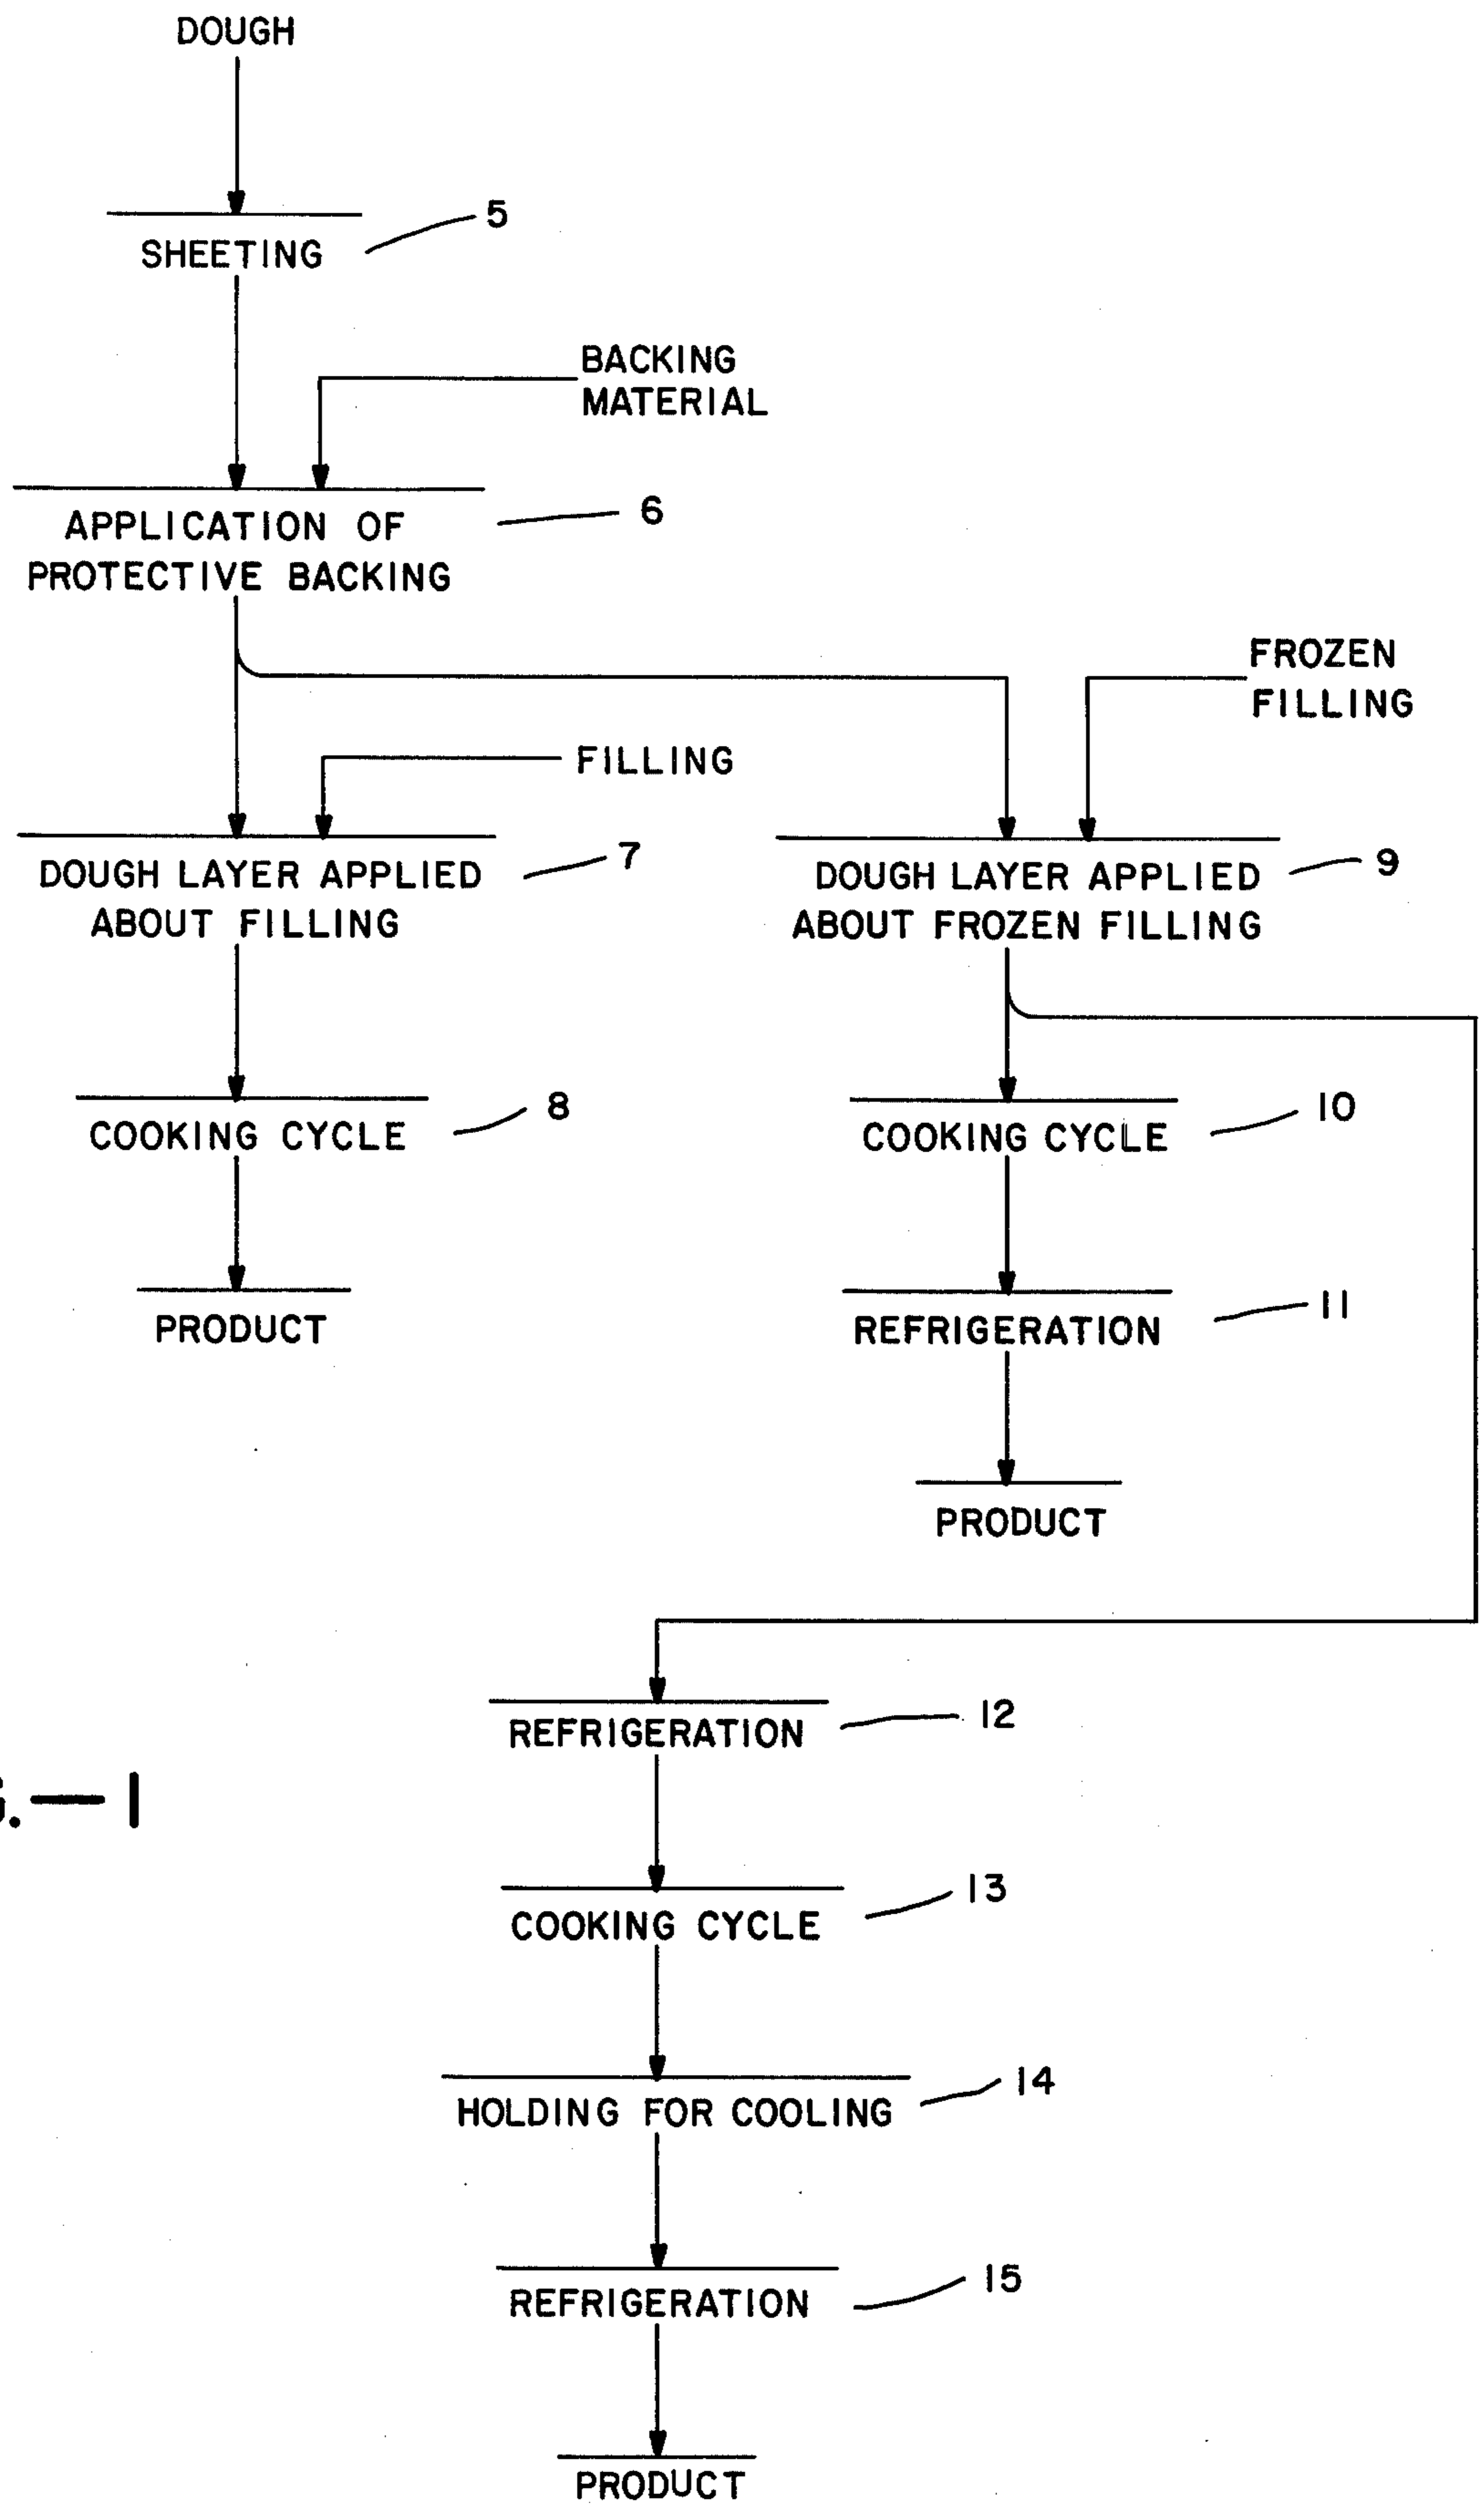 DOUGH
SHEETING
5
BACKING
MATERIAL
APPLICATION OF
PROTECTIVE BACKING
6
FROZEN
FILLING
FILLING
DOUGH LAYER APPLIED
ABOUT FILLING
7
DOUGH LAYER APPLIED
ABOUT FROZEN FILLING
9
COOKING CYCLE
8
COOKING CYCLE
10
PRODUCT
REFRIGERATION
11
PRODUCT
REFRIGERATION
12
.—1
COOKING CYCLE
13
HOLDING FOR COOLING
14
REFRIGERATION
15
PRODUCT